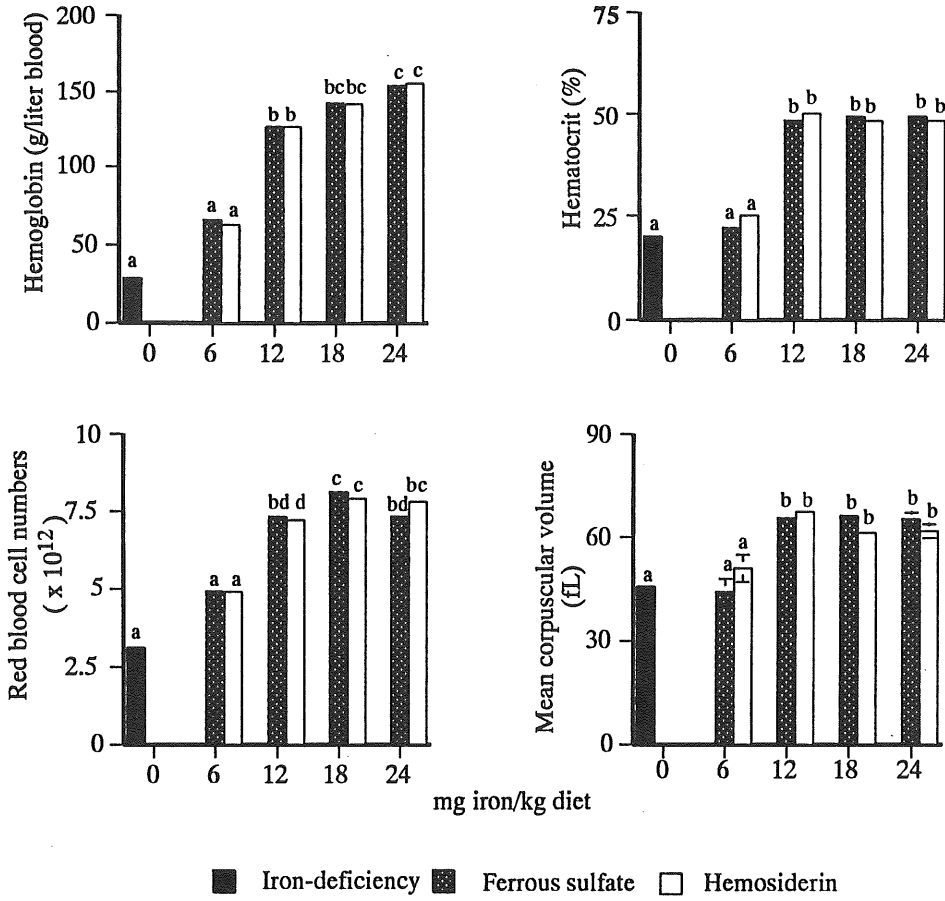 Hemoglobin (g/liter blood)
200
150
100
50
0
a
a a
b b
bc bc
c c
0 6 12 18 24
Hematocrit (%)
75
50
25
0
a
a a
b b
b b
b b
0 6 12 18 24
Red blood cell numbers
( x 10¹²)
10
7.5
5
2.5
0
a
a a
bd d
c c
bd bc
0 6 12 18 24
Mean corpuscular volume
(fL)
90
60
30
0
a
a a
b b
b b
b b
0 6 12 18 24
mg iron/kg diet
Iron-deficiency Ferrous sulfate Hemosiderin